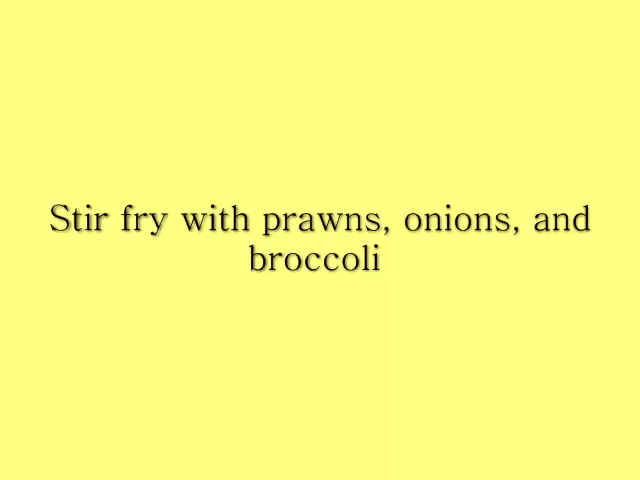 Stir fry with prawns, onions, and
broccoli